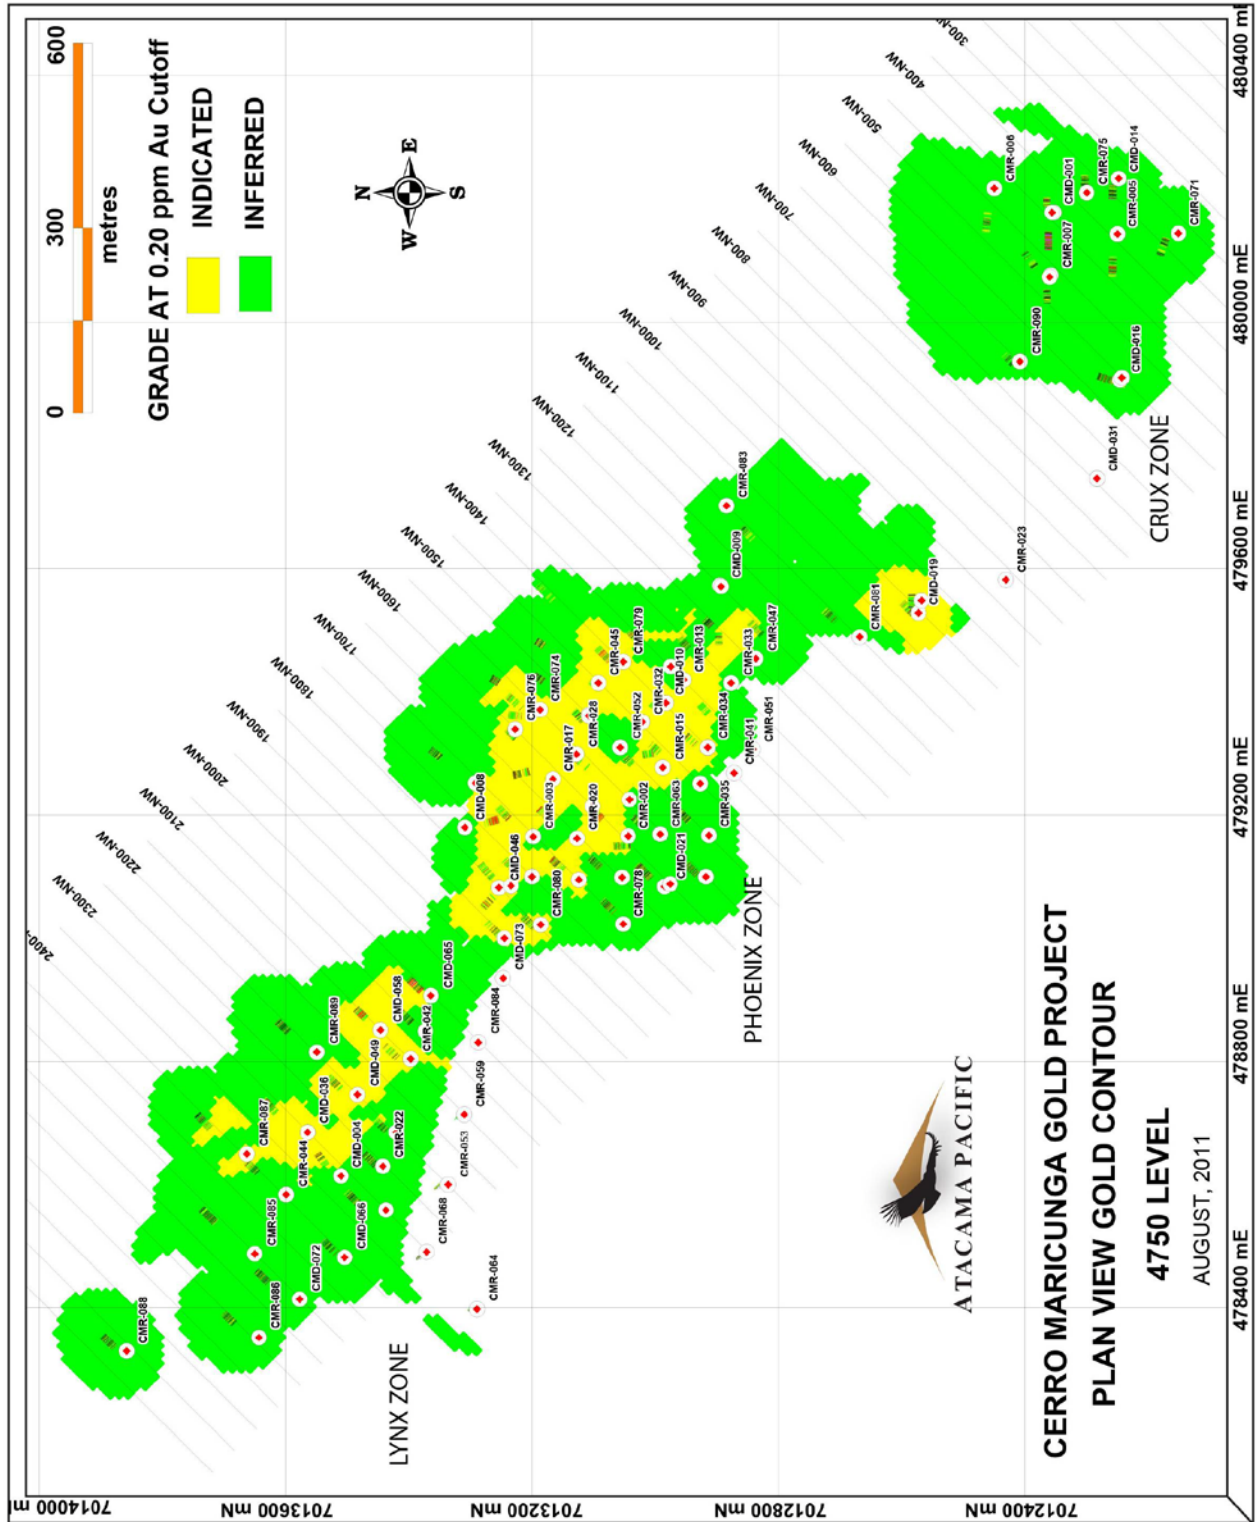 0
300
600
metres
GRADE AT 0.20 ppm Au Cutoff
INDICATED
INFERRED
N
W
E
S
7014000 ml
7013600 mN
7013200 mN
7012800 mN
7012400 mN
478400 mE
478800 mE
479200 mE
479600 mE
480000 mE
480400 mE
2400-
2300-NW
2200-NW
2100-NW
2000-NW
1900-NW
1800-NW
1700-NW
1600-NW
1500-NW
1400-NW
1300-NW
1200-NW
1100-NW
1000-NW
900-NW
800-NW
700-NW
600-NW
500-NW
400-NW
300-NW
CMR-088
CMR-086
CMD-072
CMR-085
CMD-066
CMR-044
CMR-087
CMD-004
CMR-022
CMD-036
CMD-049
CMR-089
CMD-058
CMR-042
CMD-065
CMR-064
CMR-068
CMR-053
CMR-059
CMR-084
CMD-073
LYNX ZONE
CMD-008
CMD-046
CMR-080
CMR-003
CMR-020
CMR-017
CMR-028
CMR-076
CMR-074
CMR-045
CMR-079
CMR-052
CMR-032
CMD-010
CMR-013
CMR-015
CMR-002
CMR-063
CMD-021
CMR-078
CMR-035
CMR-034
CMR-041
CMR-051
CMR-033
CMR-047
CMD-009
CMR-083
CMR-081
CMD-019
CMR-023
PHOENIX ZONE
CMD-031
CMR-090
CMD-016
CMR-007
CMD-001
CMR-006
CMR-075
CMD-014
CMR-005
CMR-071
CRUX ZONE
ATACAMA PACIFIC
CERRO MARICUNGA GOLD PROJECT
PLAN VIEW GOLD CONTOUR
4750 LEVEL
AUGUST, 2011